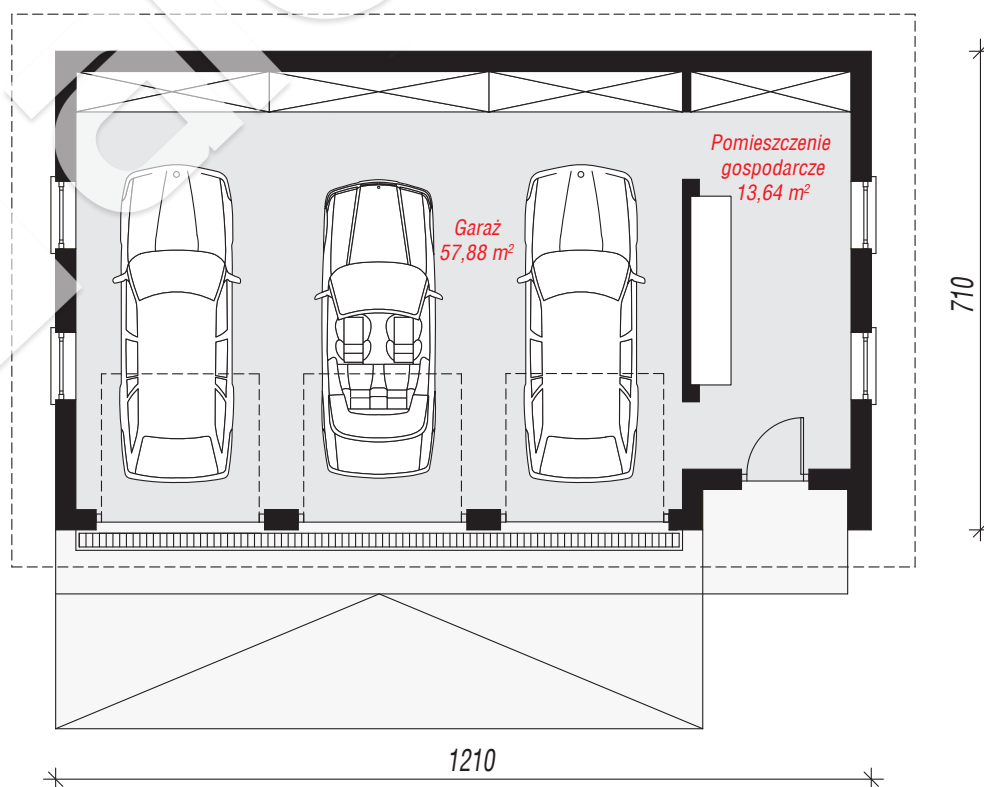 Pomieszczenie
gospodarcze
13,64 m²
Garaż
57,88 m²
710
1210